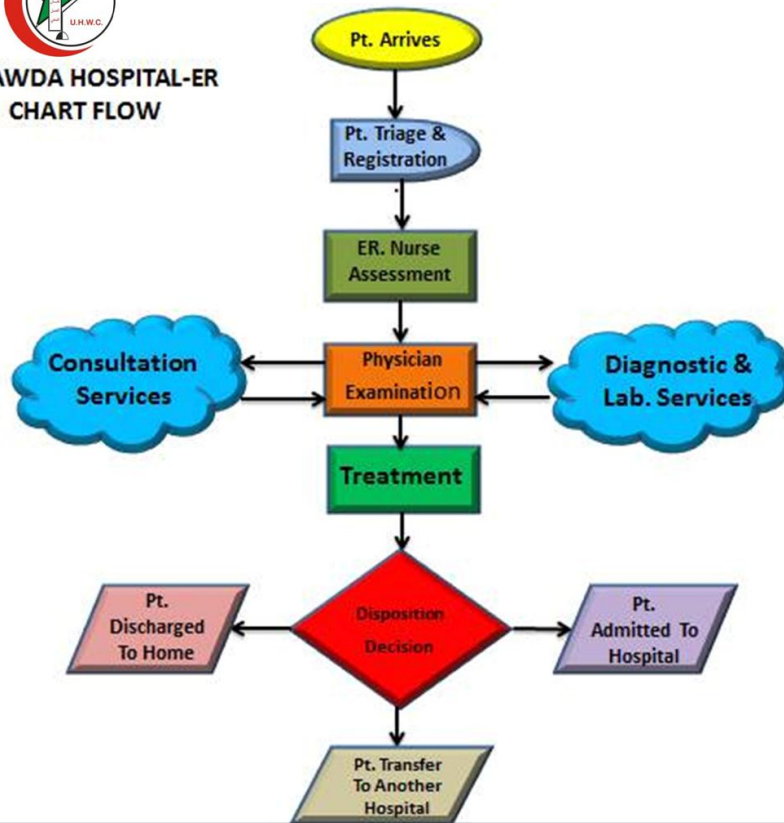 U.H.W.C.
AWDA HOSPITAL-ER
CHART FLOW
Pt. Arrives
Pt. Triage &
Registration
ER. Nurse
Assessment
Consultation
Services
Physician
Examination
Diagnostic &
Lab. Services
Treatment
Disposition
Decision
Pt.
Discharged
To Home
Pt.
Admitted To
Hospital
Pt. Transfer
To Another
Hospital